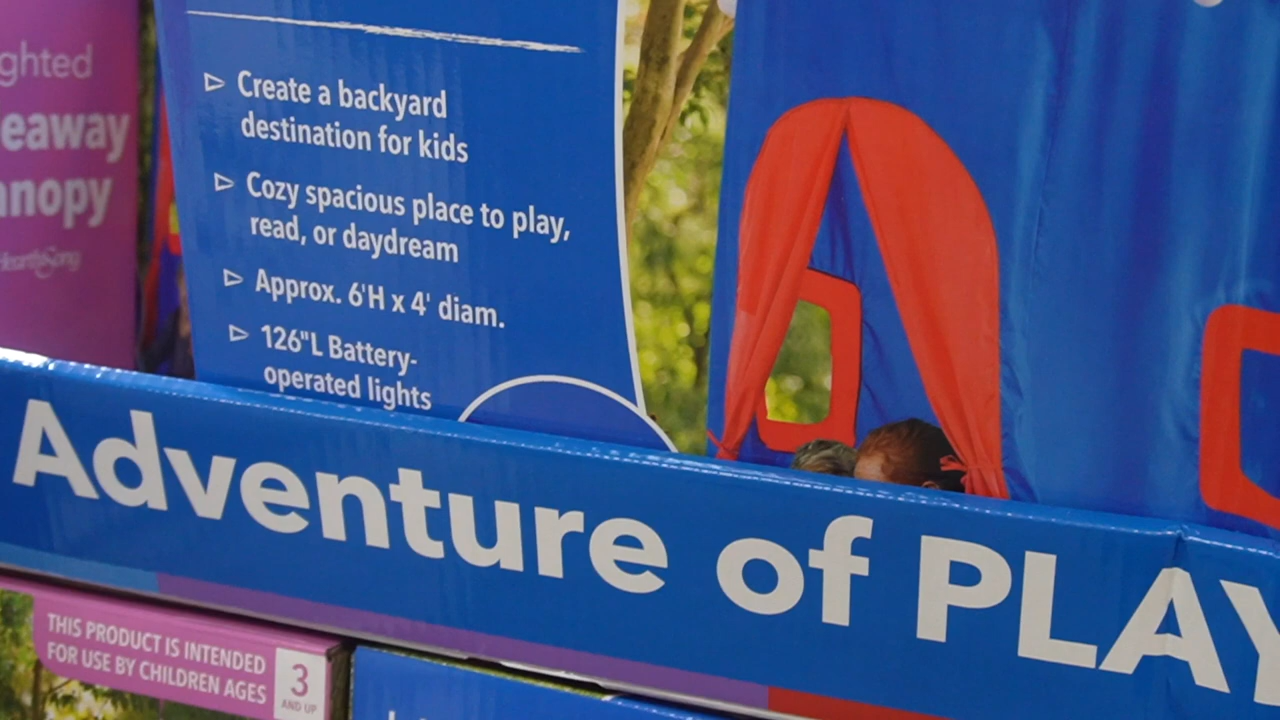 ghted
eaway
anopy
HearthSong
▷ Create a backyard
destination for kids
▷ Cozy spacious place to play,
read, or daydream
▷ Approx. 6'H x 4' diam.
▷ 126"L Battery-
operated lights
Adventure of PLAY
THIS PRODUCT IS INTENDED
FOR USE BY CHILDREN AGES
3
AND UP